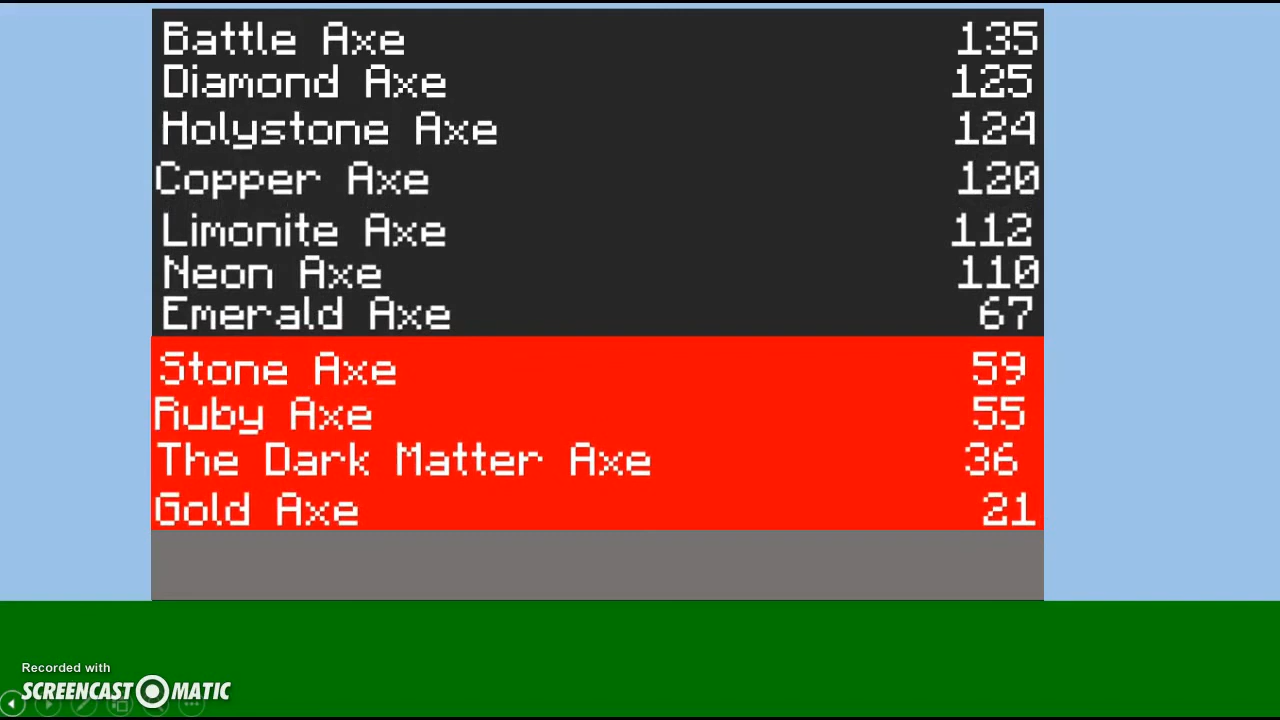 Battle Axe 135
Diamond Axe 125
Holystone Axe 124
Copper Axe 120
Limonite Axe 112
Neon Axe 110
Emerald Axe 67
Stone Axe 59
Ruby Axe 55
The Dark Matter Axe 36
Gold Axe 21
Recorded with
SCREENCAST MATIC